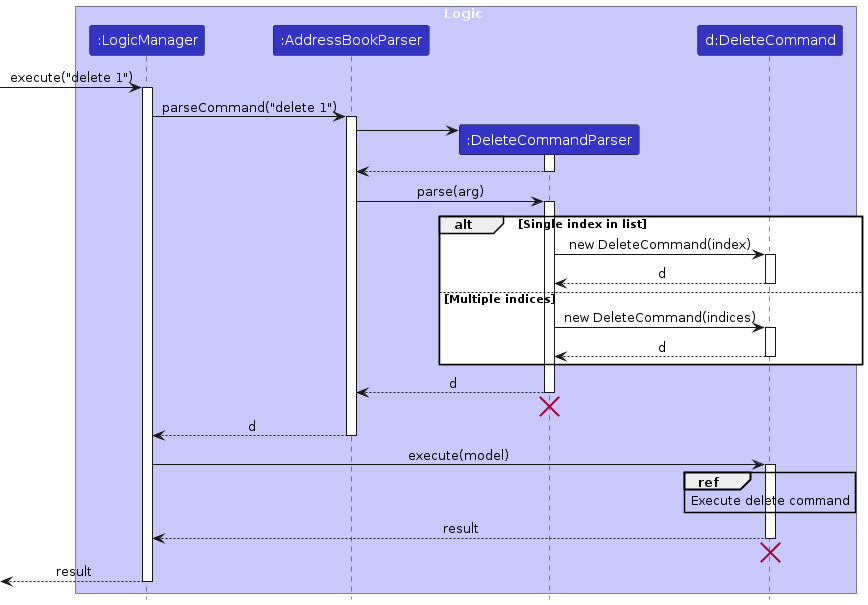 Logic
:LogicManager
:AddressBookParser
d:DeleteCommand
execute("delete 1")
parseCommand("delete 1")
:DeleteCommandParser
parse(arg)
alt
[Single index in list]
new DeleteCommand(index)
d
[Multiple indices]
new DeleteCommand(indices)
d
d
d
execute(model)
ref
Execute delete command
result
result